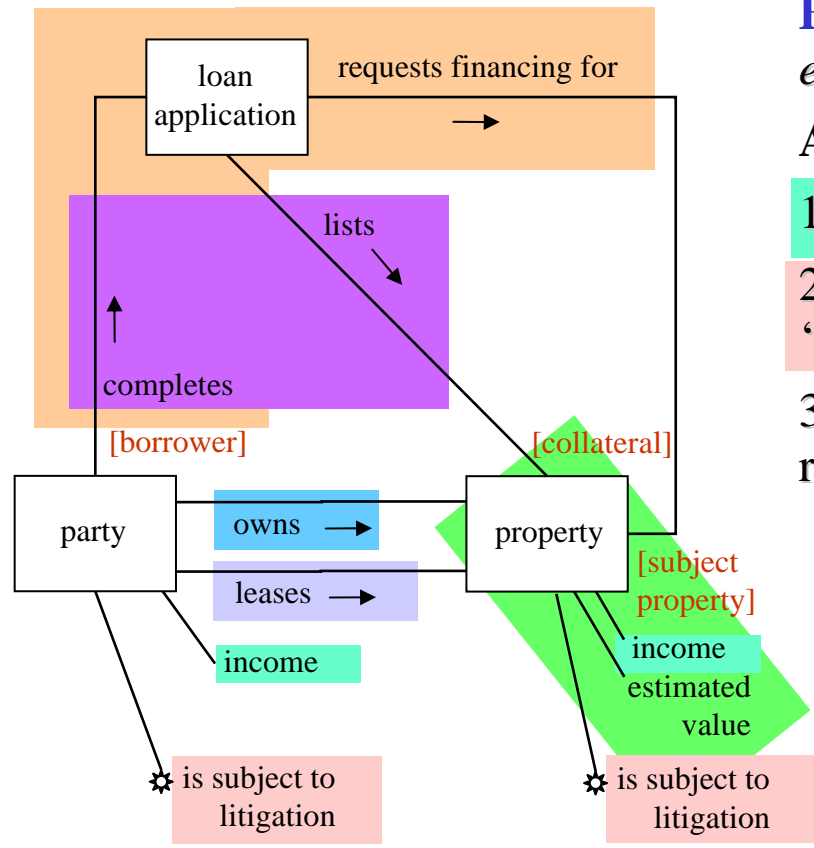 loan
application
requests financing for
lists
completes
[borrower]
[collateral]
party
owns
property
leases
[subject
property]
income
income
estimated
value
is subject to
litigation
is subject to
litigation
1
2
3